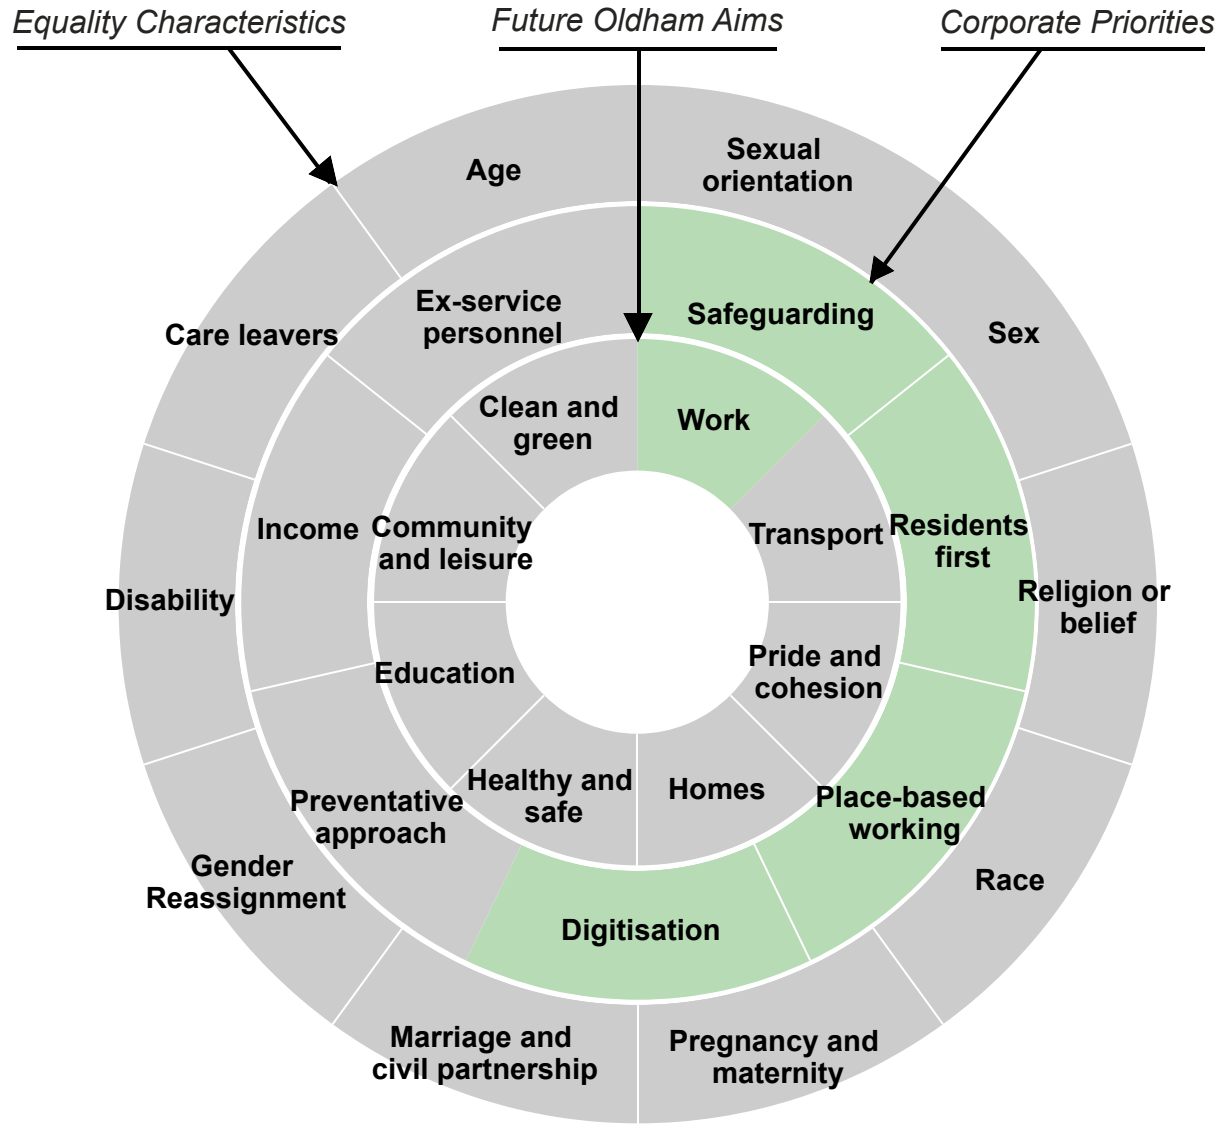 Equality Characteristics
Future Oldham Aims
Corporate Priorities
Age
Sexual
orientation
Sex
Religion or
belief
Race
Pregnancy and
maternity
Marriage and
civil partnership
Gender
Reassignment
Disability
Care leavers
Ex-service
personnel
Safeguarding
Residents
first
Place-based
working
Digitisation
Preventative
approach
Income
Clean and
green
Work
Transport
Pride and
cohesion
Homes
Healthy and
safe
Education
Community
and leisure